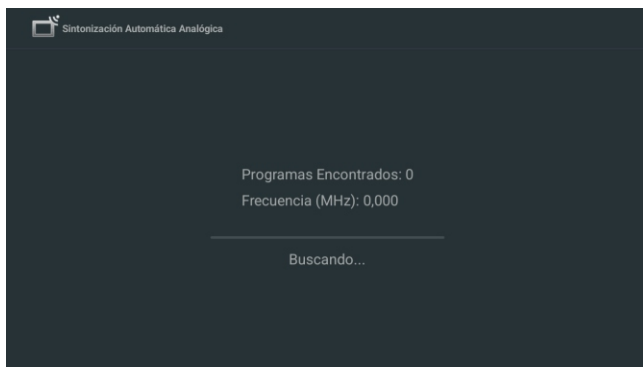 Sintonización Automática Analógica
Programas Encontrados: 0
Frecuencia (MHz): 0,000
Buscando...